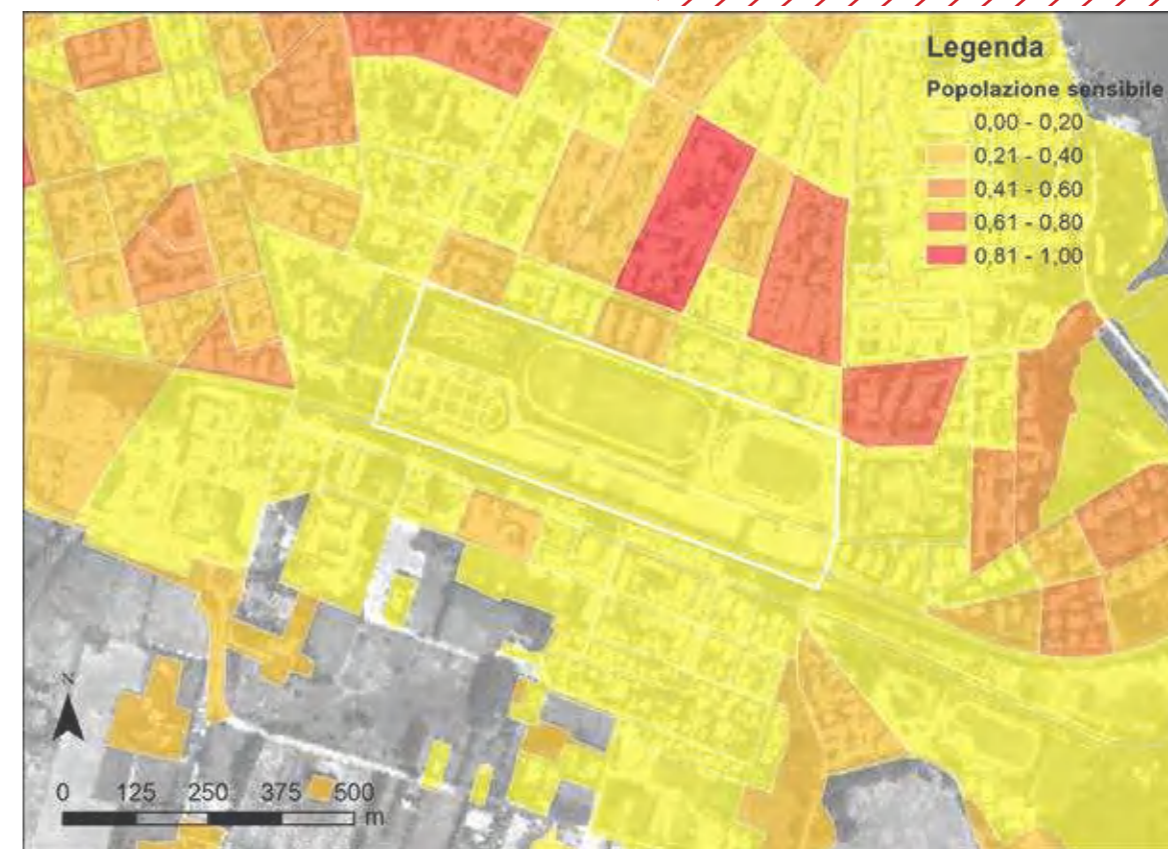 Legenda
Popolazione sensibile
0,00 - 0,20
0,21 - 0,40
0,41 - 0,60
0,61 - 0,80
0,81 - 1,00
N
0 125 250 375 500
m